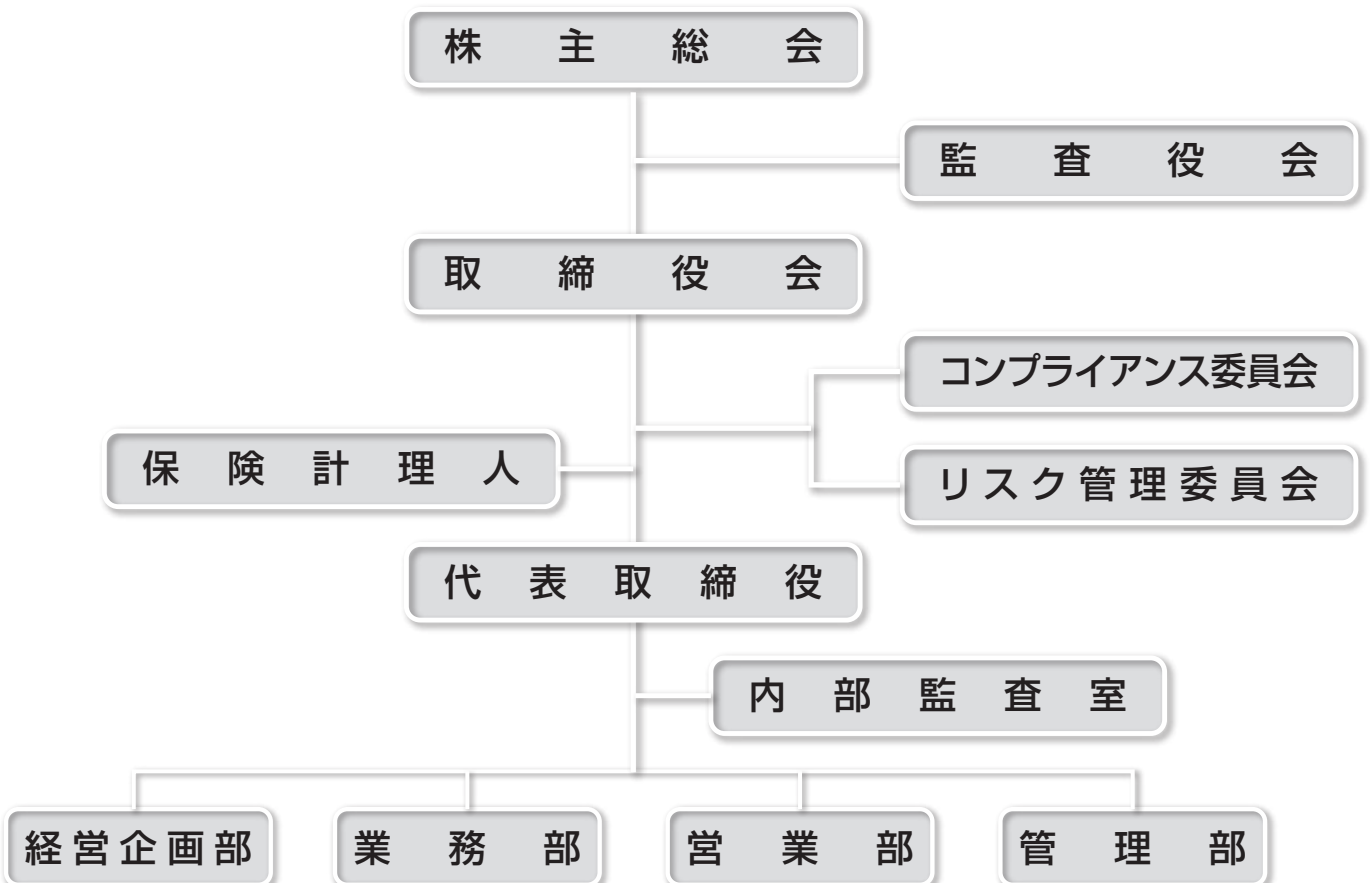 株主総会
監査役会
取締役会
コンプライアンス委員会
保険計理人
リスク管理委員会
代表取締役
内部監査室
経営企画部
業務部
営業部
管理部